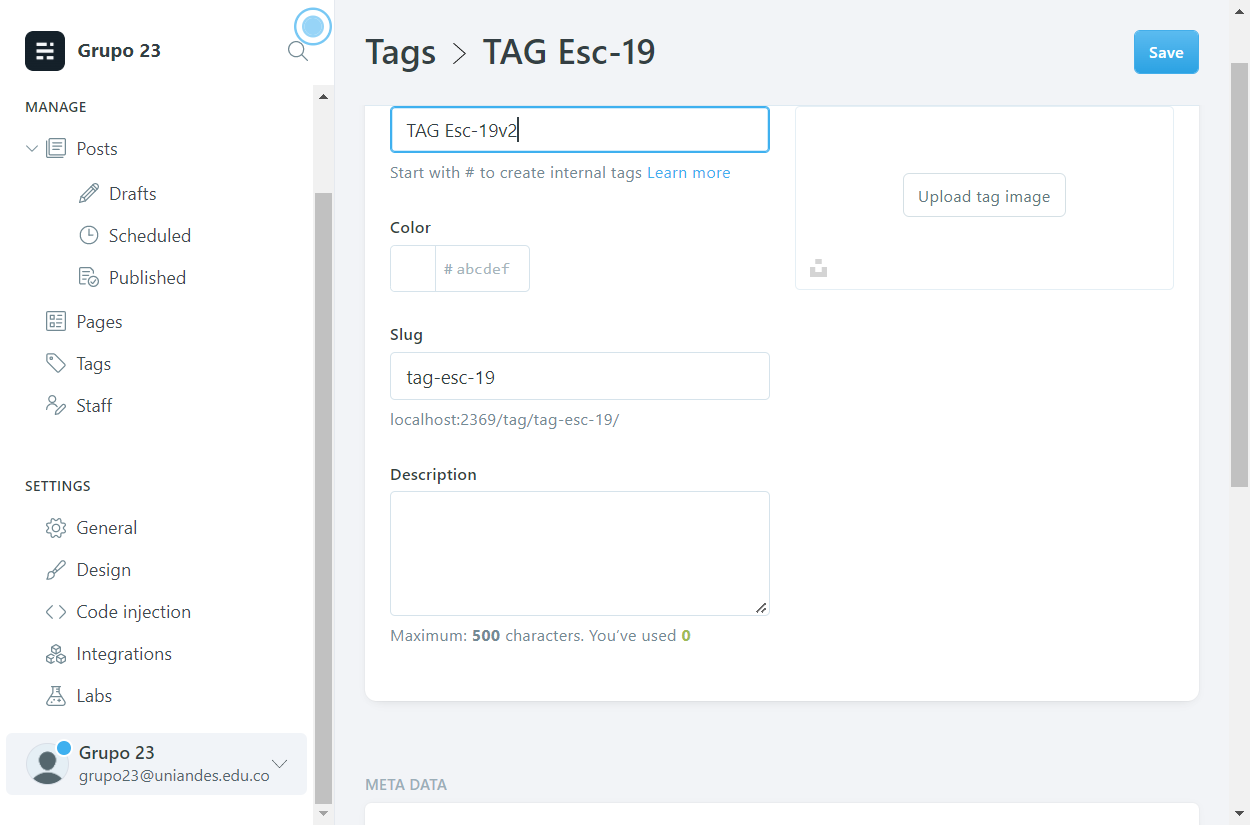 Grupo 23
MANAGE
Posts
Drafts
Scheduled
Published
Pages
Tags
Staff
SETTINGS
General
Design
Code injection
Integrations
Labs
Grupo 23
grupo23@uniandes.edu.co
Tags > TAG Esc-19
Save
TAG Esc-19v2
Start with # to create internal tags Learn more
Upload tag image
Color
# abcdef
Slug
tag-esc-19
localhost:2369/tag/tag-esc-19/
Description
Maximum: 500 characters. You've used 0
META DATA